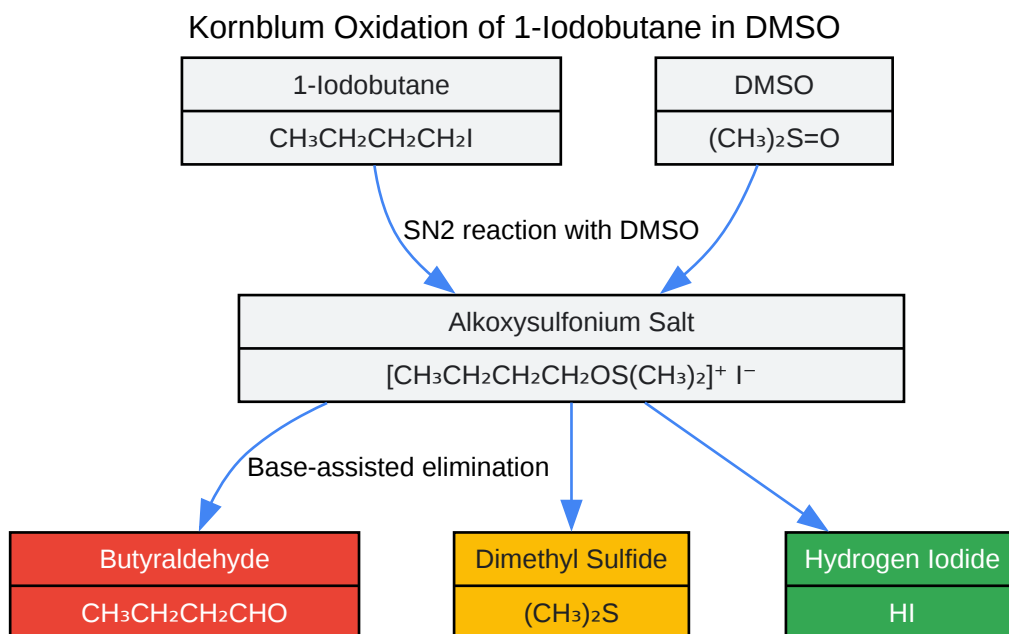 Kornblum Oxidation of 1-Iodobutane in DMSO
1-Iodobutane
CH₃CH₂CH₂CH₂I
DMSO
(CH₃)₂S=O
SN2 reaction with DMSO
Alkoxysulfonium Salt
[CH₃CH₂CH₂CH₂OS(CH₃)₂]⁺ I⁻
Base-assisted elimination
Butyraldehyde
CH₃CH₂CH₂CHO
Dimethyl Sulfide
(CH₃)₂S
Hydrogen Iodide
HI